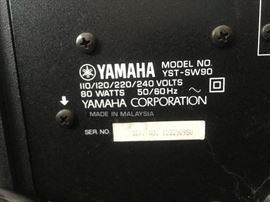 YAMAHA MODEL NO. YST-SW90
110/120/220/240 VOLTS
80 WATTS 50/60Hz ~
YAMAHA CORPORATION
MADE IN MALAYSIA
SER. NO.